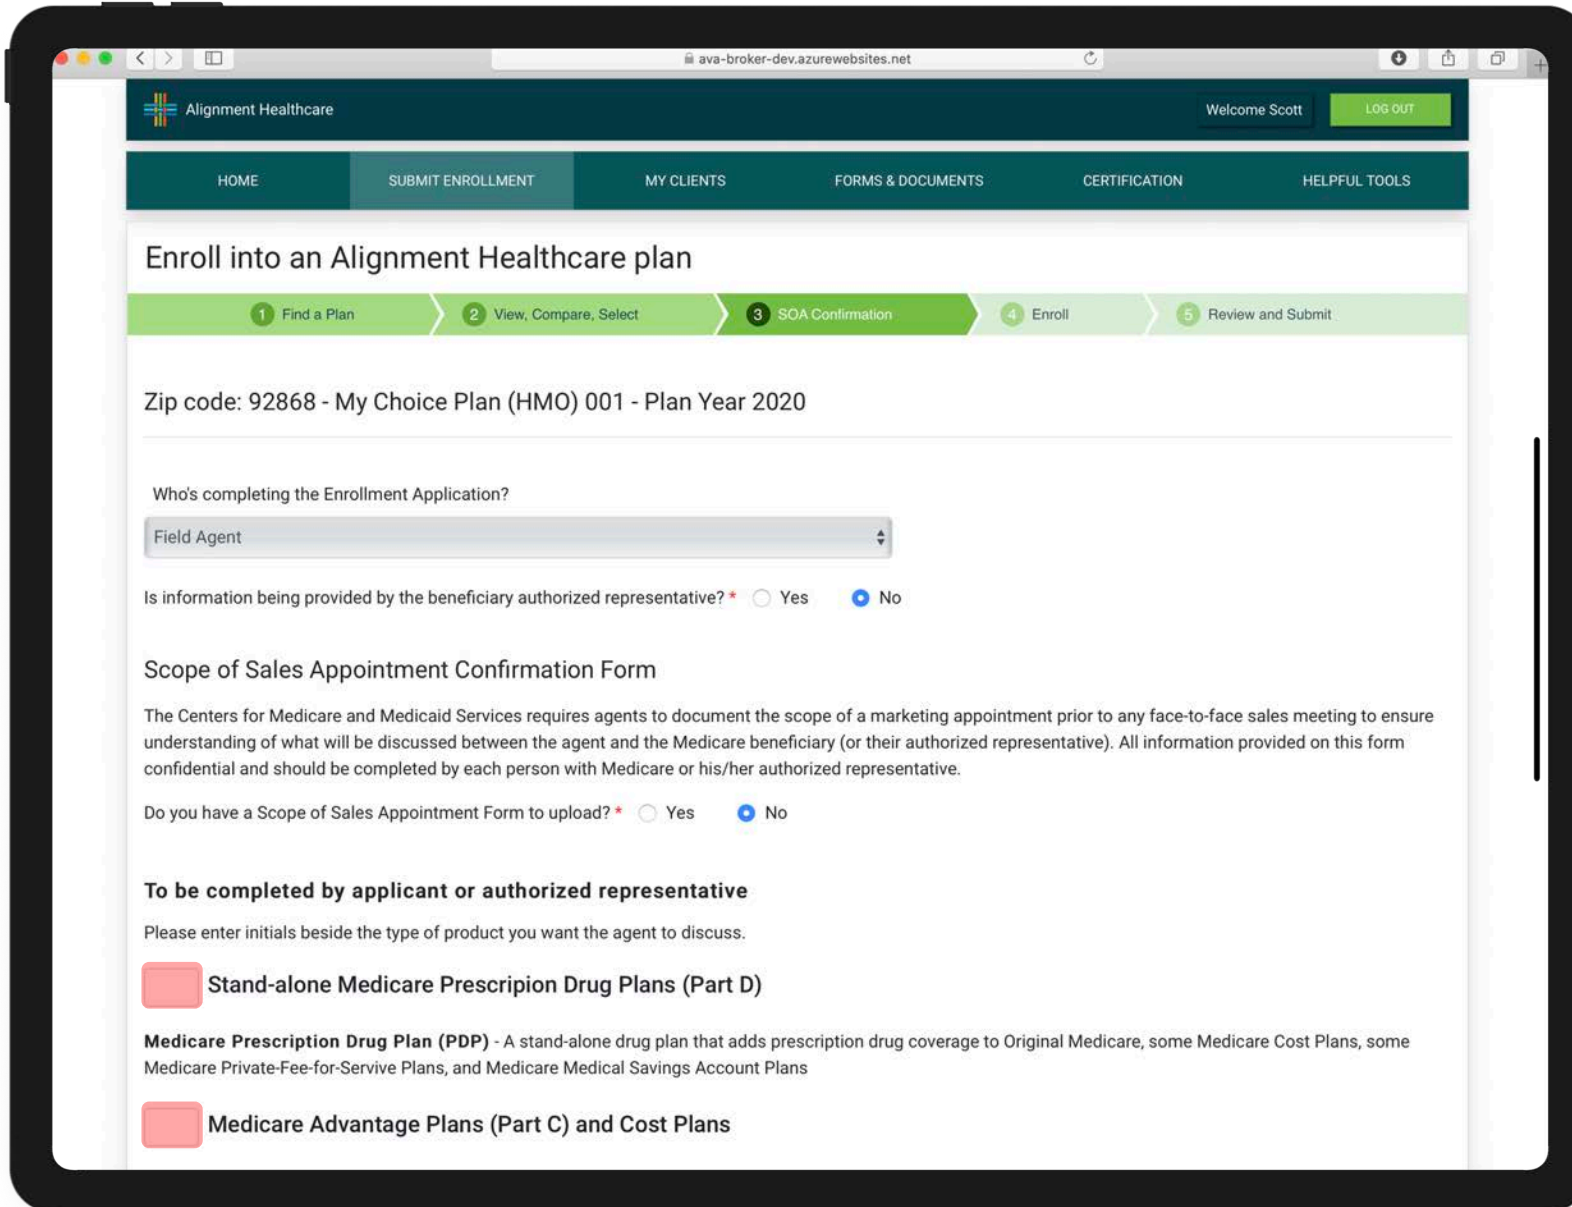 ava-broker-dev.azurewebsites.net
Alignment Healthcare
Welcome Scott
LOG OUT
HOME
SUBMIT ENROLLMENT
MY CLIENTS
FORMS & DOCUMENTS
CERTIFICATION
HELPFUL TOOLS
Enroll into an Alignment Healthcare plan
1 Find a Plan
2 View, Compare, Select
3 SOA Confirmation
4 Enroll
5 Review and Submit
Zip code: 92868 - My Choice Plan (HMO) 001 - Plan Year 2020
Who's completing the Enrollment Application?
Field Agent
Is information being provided by the beneficiary authorized representative? * Yes No
Scope of Sales Appointment Confirmation Form
The Centers for Medicare and Medicaid Services requires agents to document the scope of a marketing appointment prior to any face-to-face sales meeting to ensure
understanding of what will be discussed between the agent and the Medicare beneficiary (or their authorized representative). All information provided on this form
confidential and should be completed by each person with Medicare or his/her authorized representative.
Do you have a Scope of Sales Appointment Form to upload? * Yes No
To be completed by applicant or authorized representative
Please enter initials beside the type of product you want the agent to discuss.
Stand-alone Medicare Prescripion Drug Plans (Part D)
Medicare Prescription Drug Plan (PDP) - A stand-alone drug plan that adds prescription drug coverage to Original Medicare, some Medicare Cost Plans, some
Medicare Private-Fee-for-Servive Plans, and Medicare Medical Savings Account Plans
Medicare Advantage Plans (Part C) and Cost Plans